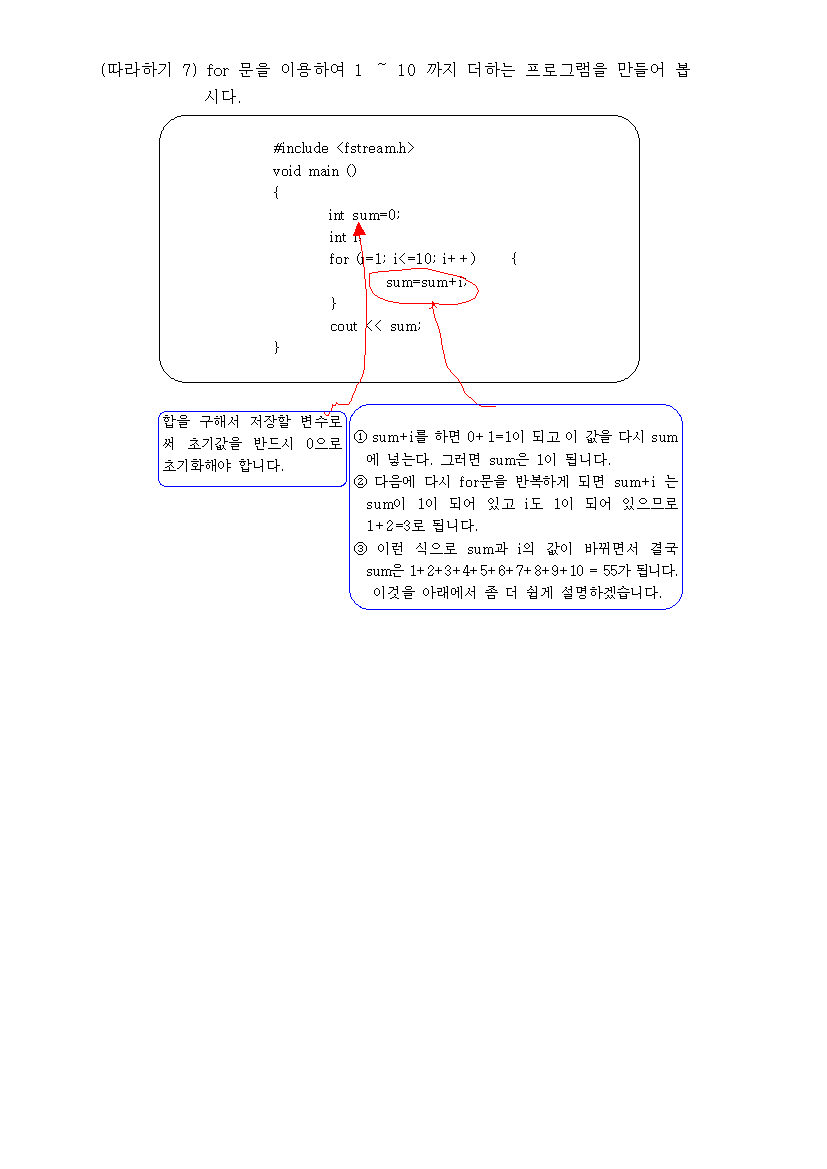 (따라하기 7) for 문을 이용하여 1 ~ 10 까지 더하는 프로그램을 만들어 봅
시다.
#include <fstream.h>
void main ()
{
int sum=0;
int i;
for (i=1; i<=10; i++) {
sum=sum+i;
}
cout << sum;
}
합을 구해서 저장할 변수로
써 초기값을 반드시 0으로
초기화해야 합니다.
① sum+i를 하면 0+1=1이 되고 이 값을 다시 sum
에 넣는다. 그러면 sum은 1이 됩니다.
② 다음에 다시 for문을 반복하게 되면 sum+i 는
sum이 1이 되어 있고 i도 1이 되어 있으므로
1+2=3로 됩니다.
③ 이런 식으로 sum과 i의 값이 바뀌면서 결국
sum은 1+2+3+4+5+6+7+8+9+10 = 55가 됩니다.
이것을 아래에서 좀 더 쉽게 설명하겠습니다.